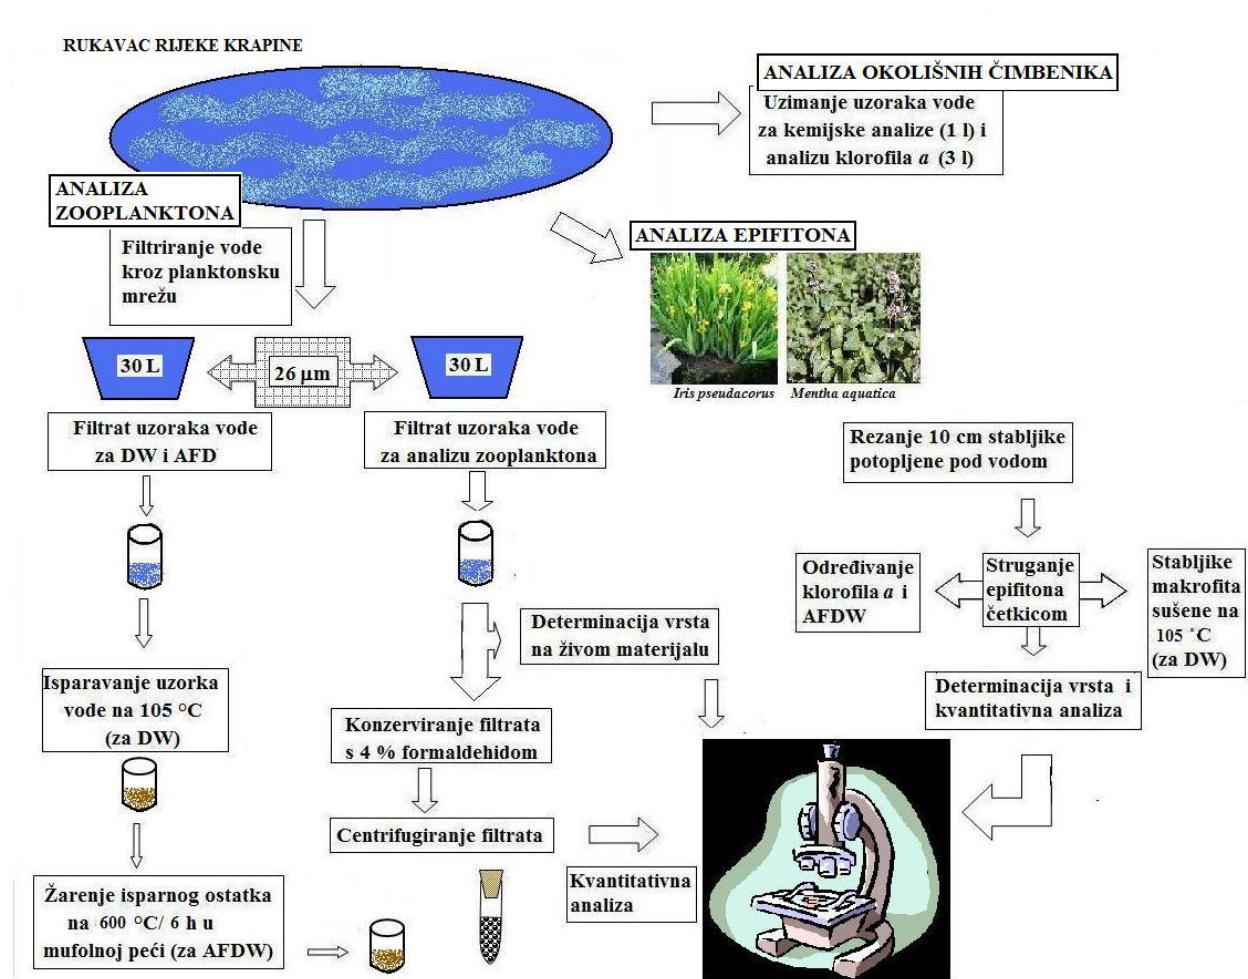 RUKAVAC RIJEKE KRAPINE
ANALIZA OKOLIŠNIH ČIMBENIKA
Uzimanje uzoraka vode
za kemijske analize (1 l) i
analizu klorofila a (3 l)
ANALIZA
ZOOPLANKTONA
Filtriranje vode
kroz planktonsku
mrežu
ANALIZA EPIFITONA
Iris pseudacorus
Mentha aquatica
30 L
26 µm
30 L
Filtrat uzoraka vode
za DW i AFD
Filtrat uzoraka vode
za analizu zooplanktona
Rezanje 10 cm stabljike
potopljene pod vodom
Određivanje
klorofila a i
AFDW
Struganje
epifitona
četkicom
Stabljike
makrofita
sušene na
105 ˚C
(za DW)
Determinacija vrsta
na živom materijalu
Isparavanje uzorka
vode na 105 °C
(za DW)
Determinacija vrsta i
kvantitativna analiza
Konzerviranje filtrata
s 4 % formaldehidom
Centrifugiranje filtrata
Kvantitativna
analiza
Žarenje isparnog ostatka
na 600 °C/ 6 h u
mufolnoj peći (za AFDW)